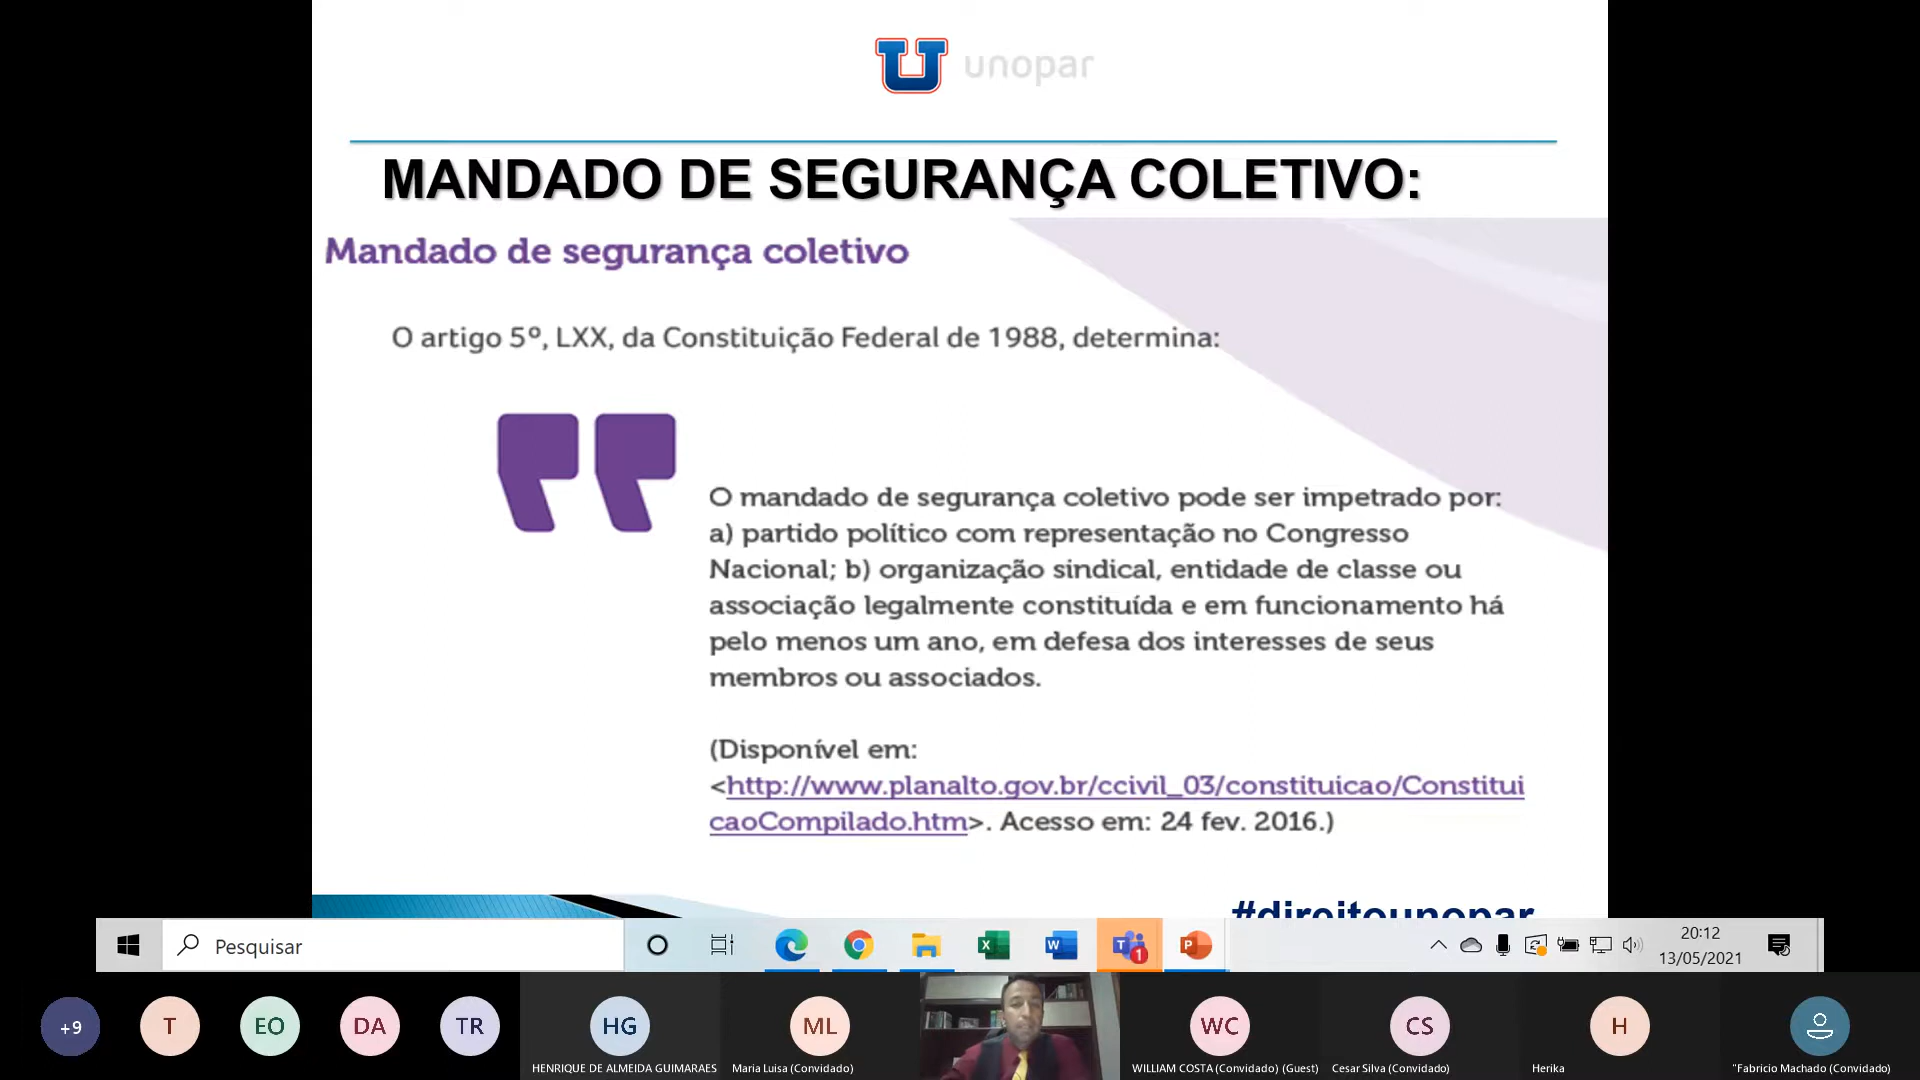 unopar
MANDADO DE SEGURANÇA COLETIVO:
Mandado de segurança coletivo
O artigo 5º, LXX, da Constituição Federal de 1988, determina:
O mandado de segurança coletivo pode ser impetrado por:
a) partido político com representação no Congresso
Nacional; b) organização sindical, entidade de classe ou
associação legalmente constituída e em funcionamento há
pelo menos um ano, em defesa dos interesses de seus
membros ou associados.
(Disponível em:
<http://www.planalto.gov.br/ccivil_03/constituicao/Constitui
caoCompilado.htm>. Acesso em: 24 fev. 2016.)
#direitounopar
Pesquisar
1
20:12
13/05/2021
+9
T
EO
DA
TR
HG
ML
WC
CS
H
HENRIQUE DE ALMEIDA GUIMARAES
Maria Luisa (Convidado)
WILLIAM COSTA (Convidado) (Guest)
Cesar Silva (Convidado)
Herika
"Fabricio Machado (Convidado)